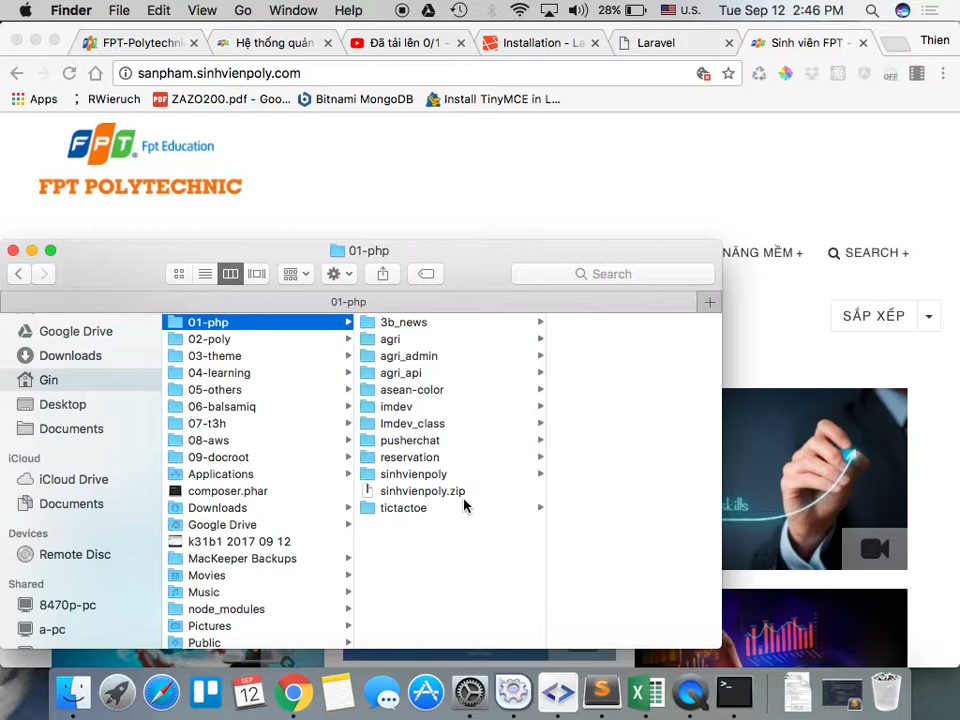 Finder File Edit View Go Window Help 28% U.S. Tue Sep 12 2:46 PM
FPT-Polytechni Hệ thống quản Đã tải lên 0/1 - Installation - La Laravel Sinh viên FPT - Thien
sanpham.sinhvienpoly.com
Apps RWieruch ZAZO200.pdf - Goo... Bitnami MongoDB Install TinyMCE in L...
FPT Fpt Education
FPT POLYTECHNIC
01-php
NĂNG MỀM + SEARCH +
Search
01-php
SẮP XẾP
Google Drive
Downloads
Gin
Desktop
Documents
iCloud
iCloud Drive
Documents
Devices
Remote Disc
Shared
8470p-pc
a-pc
01-php
02-poly
03-theme
04-learning
05-others
06-balsamiq
07-t3h
08-aws
09-docroot
Applications
composer.phar
Downloads
Google Drive
k31b1 2017 09 12
MacKeeper Backups
Movies
Music
node_modules
Pictures
Public
3b_news
agri
agri_admin
agri_api
asean-color
imdev
Imdev_class
pusherchat
reservation
sinhvienpoly
sinhvienpoly.zip
tictactoe
skills
SEP
12